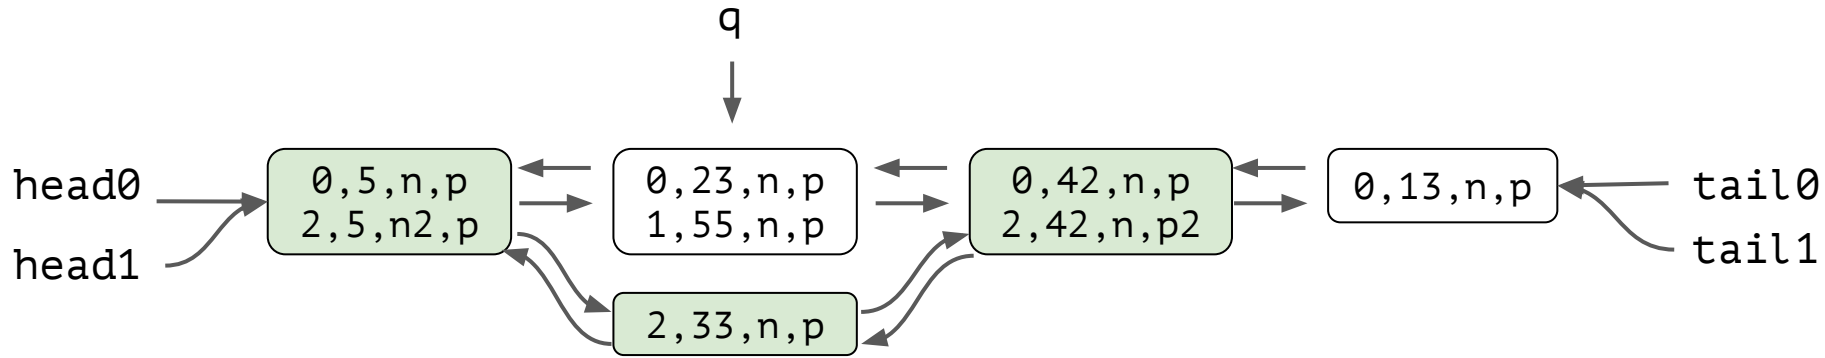 q
head0
head1
0,5,n,p
2,5,n2,p
0,23,n,p
1,55,n,p
0,42,n,p
2,42,n,p2
0,13,n,p
tail0
tail1
2,33,n,p